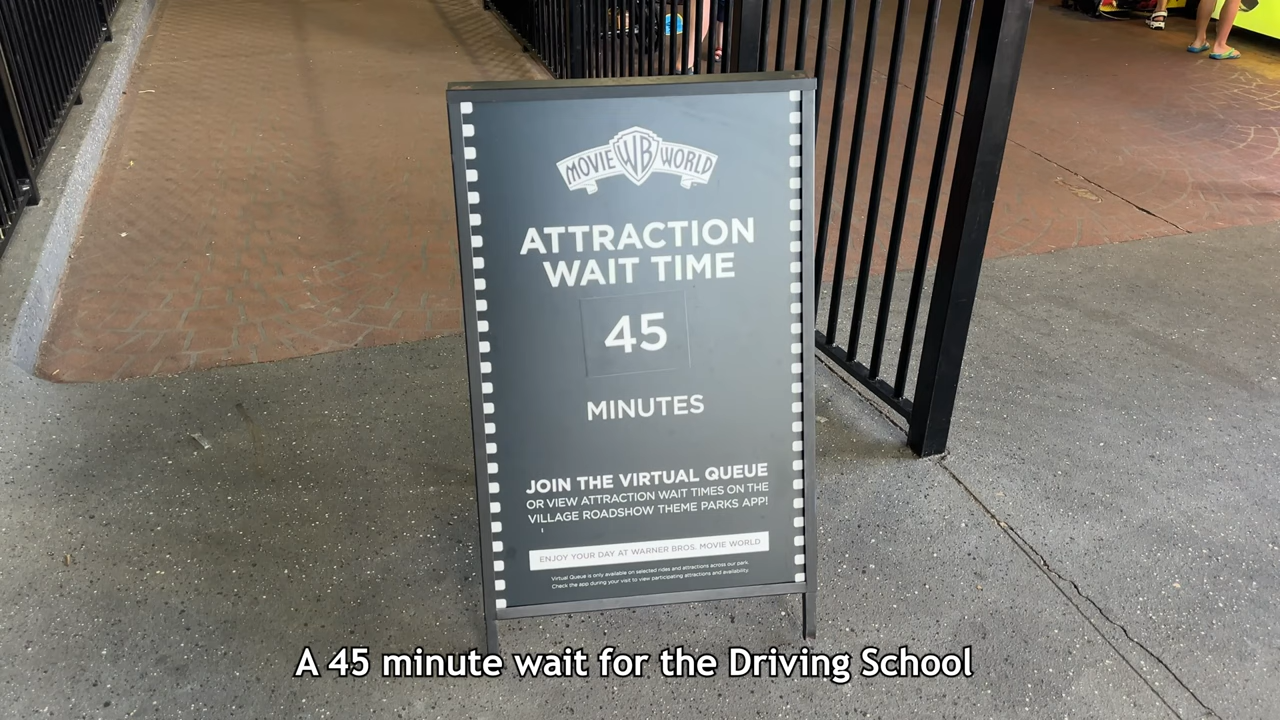 MOVIE WB WORLD
ATTRACTION
WAIT TIME
45
MINUTES
JOIN THE VIRTUAL QUEUE
OR VIEW ATTRACTION WAIT TIMES ON THE
VILLAGE ROADSHOW THEME PARKS APP!
ENJOY YOUR DAY AT WARNER BROS. MOVIE WORLD
Virtual Queue is only available on selected rides and attractions across our park.
Check the app during your visit to view participating attractions and availability.
A 45 minute wait for the Driving School